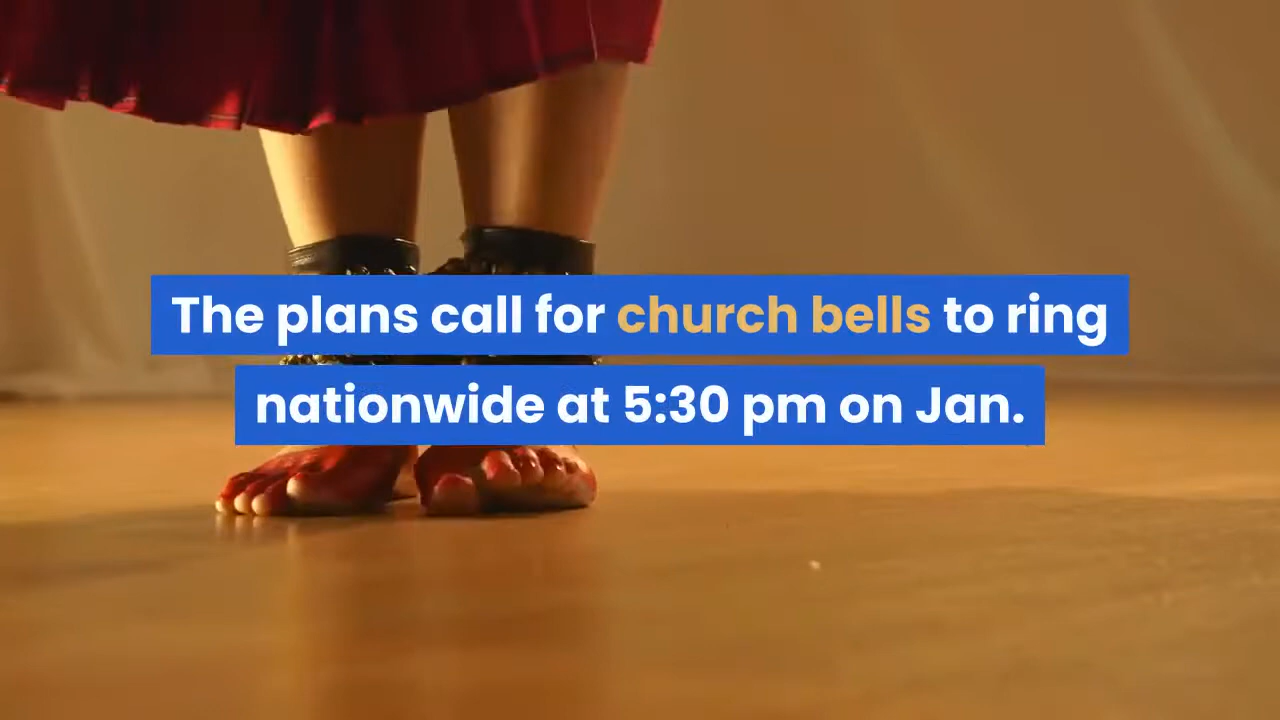 The plans call for church bells to ring
nationwide at 5:30 pm on Jan.